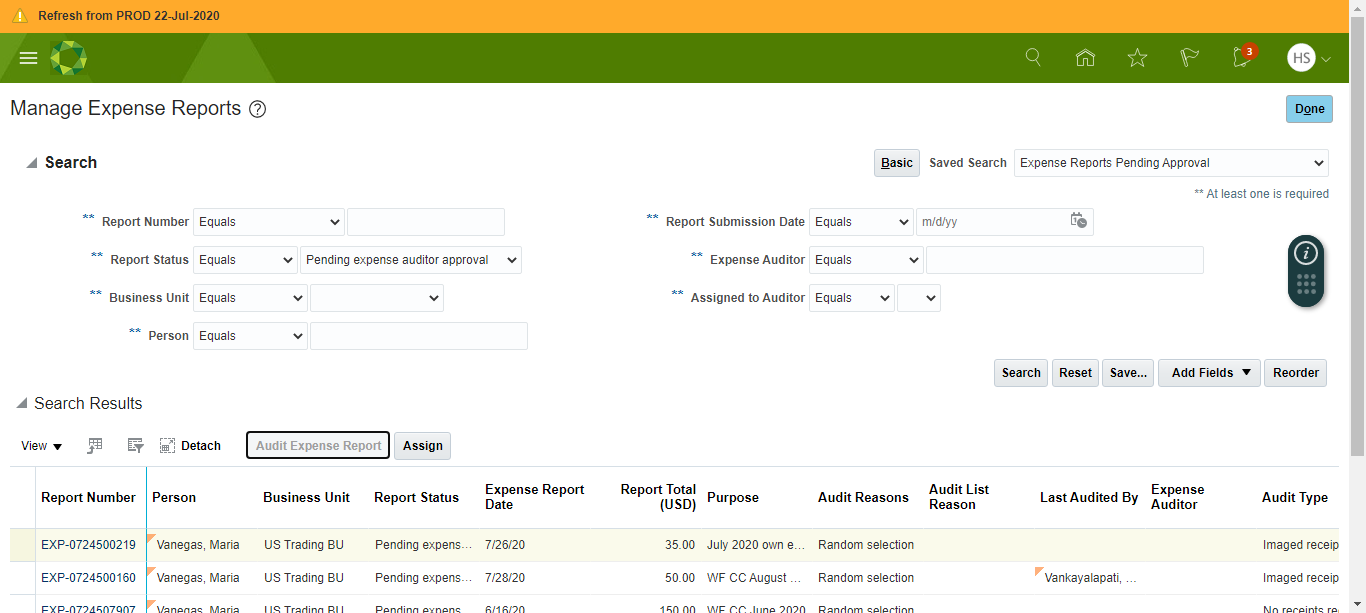 Refresh from PROD 22-Jul-2020
3
HS
Manage Expense Reports ?
Done
Search
Basic Saved Search Expense Reports Pending Approval
** At least one is required
** Report Number Equals
** Report Submission Date Equals m/d/yy
** Report Status Equals Pending expense auditor approval
** Expense Auditor Equals
** Business Unit Equals
** Assigned to Auditor Equals
** Person Equals
Search Reset Save... Add Fields Reorder
Search Results
View Detach Audit Expense Report Assign
Report Number Person Business Unit Report Status Expense Report Date Report Total (USD) Purpose Audit Reasons Audit List Reason Last Audited By Expense Auditor Audit Type
EXP-0724500219 Vanegas, Maria US Trading BU Pending expens... 7/26/20 35.00 July 2020 own e... Random selection Imaged receip
EXP-0724500160 Vanegas, Maria US Trading BU Pending expens... 7/28/20 50.00 WF CC August ... Random selection Vankayalapati, ... Imaged receip
EXP-0724507907 Vanegas, Maria US Trading BU Pending expens... 6/16/20 150.00 WF CC June 2020 Random selection No receipts re